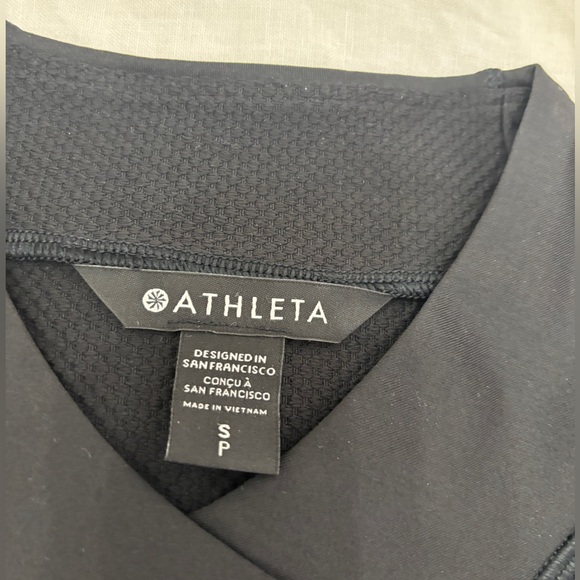 ATHLETA
DESIGNED IN
SAN FRANCISCO
CONÇU À
SAN FRANCISCO
MADE IN VIETNAM
S
P